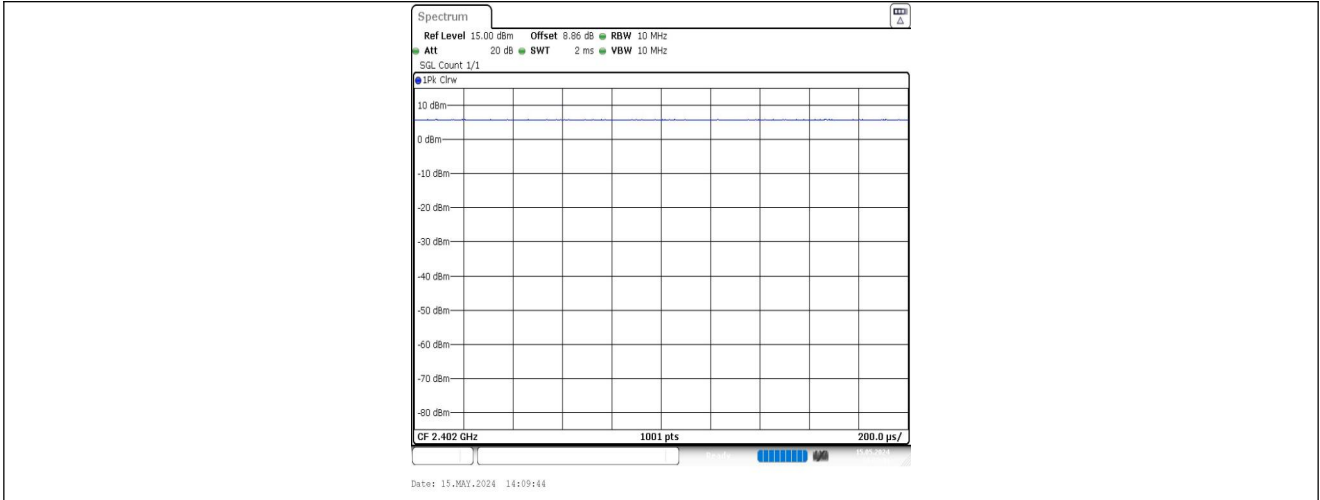 Spectrum
Ref Level 15.00 dBm Offset 8.86 dB RBW 10 MHz
Att 20 dB SWT 2 ms VBW 10 MHz
SGL Count 1/1
1Pk Clrw
10 dBm
0 dBm
-10 dBm
-20 dBm
-30 dBm
-40 dBm
-50 dBm
-60 dBm
-70 dBm
-80 dBm
CF 2.402 GHz 1001 pts 200.0 µs/
Date: 15.MAY.2024 14:09:44